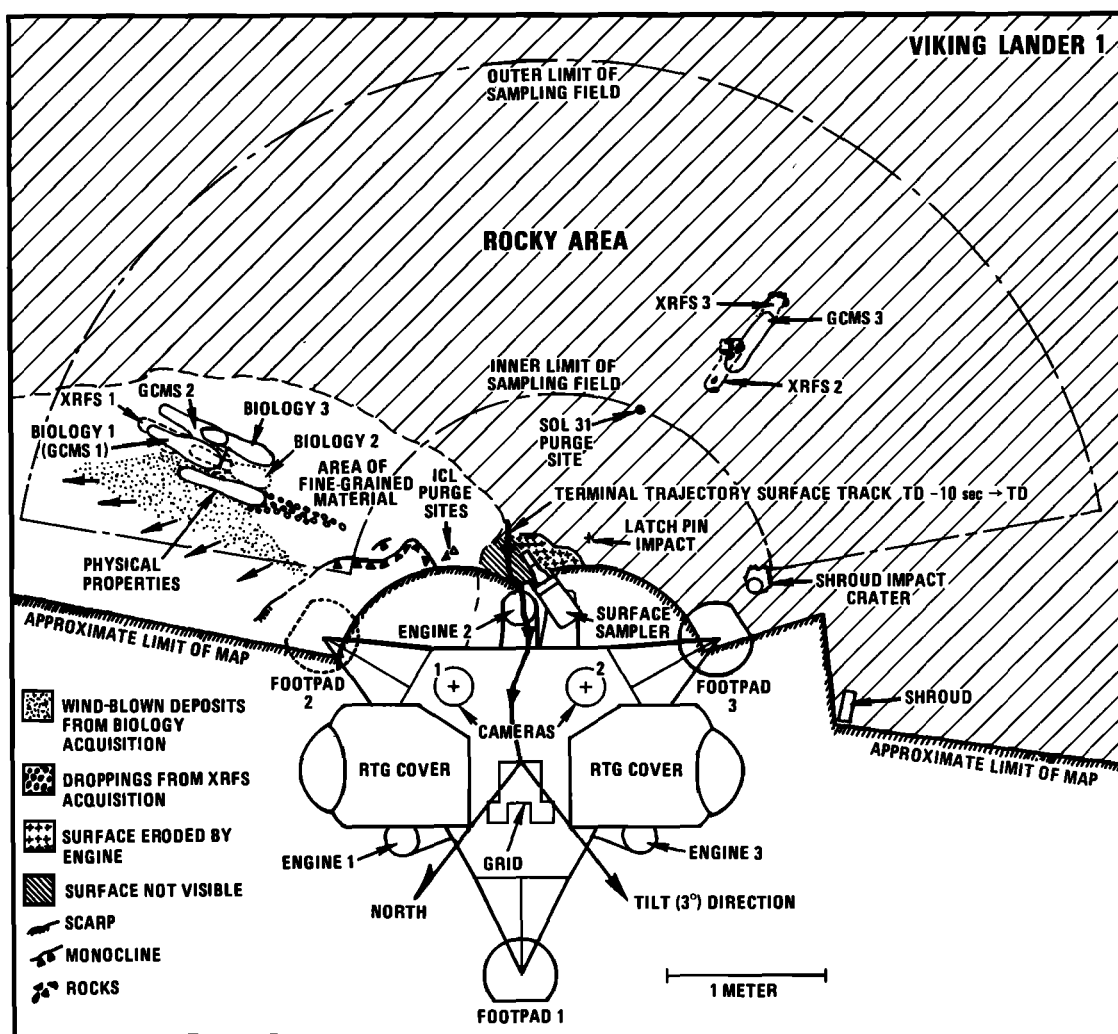 VIKING LANDER 1
OUTER LIMIT OF
SAMPLING FIELD
ROCKY AREA
XRFS 3
GCMS 3
XRFS 2
INNER LIMIT OF
SAMPLING FIELD
SOL 31
PURGE
SITE
XRFS 1
GCMS 2
BIOLOGY 3
BIOLOGY 1
(GCMS 1)
BIOLOGY 2
AREA OF
FINE-GRAINED
MATERIAL
ICL
PURGE
SITES
TERMINAL TRAJECTORY SURFACE TRACK TD -10 sec → TD
LATCH PIN
IMPACT
PHYSICAL
PROPERTIES
SHROUD IMPACT
CRATER
ENGINE 2
SURFACE
SAMPLER
APPROXIMATE LIMIT OF MAP
FOOTPAD
2
1
2
FOOTPAD
3
CAMERAS
SHROUD
APPROXIMATE LIMIT OF MAP
WIND-BLOWN DEPOSITS
FROM BIOLOGY
ACQUISITION
RTG COVER
RTG COVER
DROPPINGS FROM XRFS
ACQUISITION
SURFACE ERODED BY
ENGINE
ENGINE 1
GRID
ENGINE 3
SURFACE NOT VISIBLE
NORTH
TILT (3°) DIRECTION
SCARP
MONOCLINE
ROCKS
1 METER
FOOTPAD 1